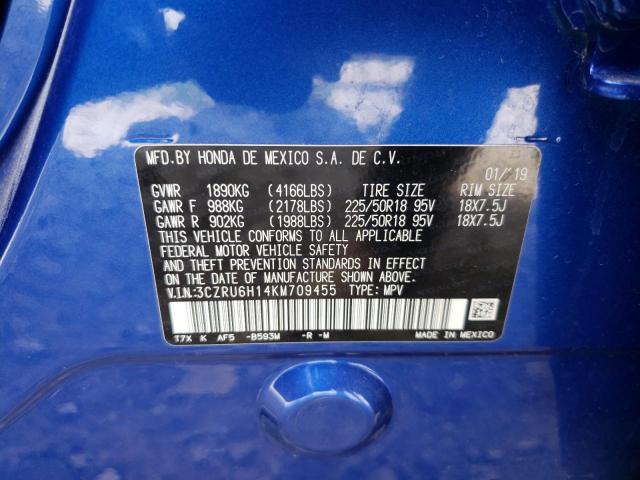 MFD.BY HONDA DE MEXICO S.A. DE C.V.
01/'19
GVWR 1890KG (4166LBS) TIRE SIZE RIM SIZE
GAWR F 988KG (2178LBS) 225/50R18 95V 18X7.5J
GAWR R 902KG (1988LBS) 225/50R18 95V 18X7.5J
THIS VEHICLE CONFORMS TO ALL APPLICABLE
FEDERAL MOTOR VEHICLE SAFETY
AND THEFT PREVENTION STANDARDS IN EFFECT
ON THE DATE OF MANUFACTURE SHOWN ABOVE.
V.I.N.:3CZRU6H14KM709455 TYPE: MPV
T7X K AF5 -B593M -R -M MADE IN MEXICO